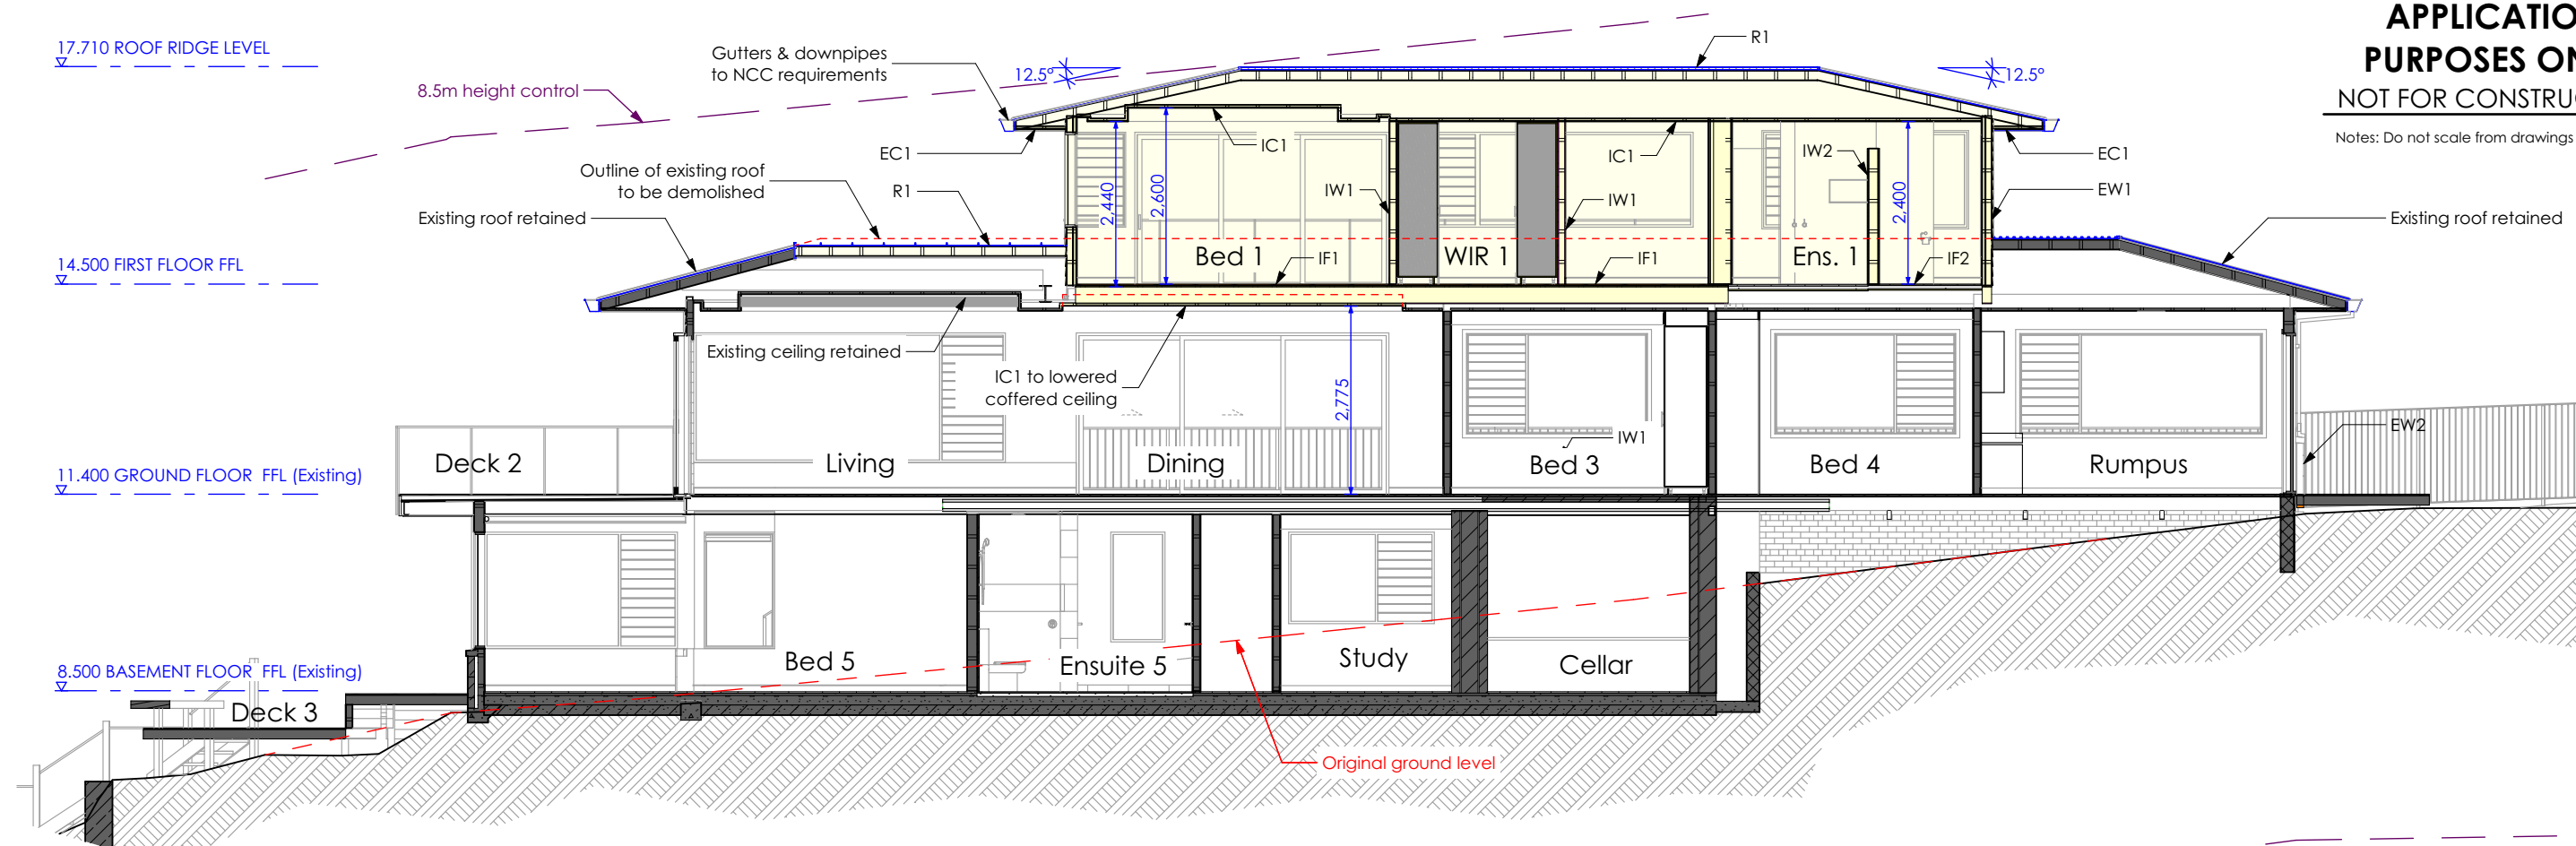 APPLICATIO
PURPOSES ON
NOT FOR CONSTRU
Notes: Do not scale from drawings
17.710 ROOF RIDGE LEVEL
8.5m height control
Gutters & downpipes
to NCC requirements
12.5°
R1
12.5°
EC1
IC1
IC1
IW2
EC1
Outline of existing roof
to be demolished
R1
IW1
IW1
EW1
2,440
2,600
2,400
Existing roof retained
Existing roof retained
14.500 FIRST FLOOR FFL
Bed 1
IF1
WIR 1
IF1
Ens. 1
IF2
Existing ceiling retained
IC1 to lowered
coffered ceiling
2,775
11.400 GROUND FLOOR  FFL (Existing)
Deck 2
Living
Dining
Bed 3
IW1
Bed 4
Rumpus
EW2
8.500 BASEMENT FLOOR  FFL (Existing)
Deck 3
Bed 5
Ensuite 5
Study
Cellar
Original ground level